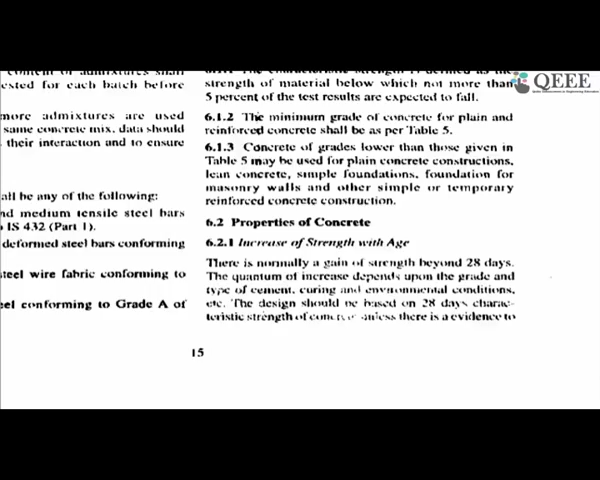 QEEE
content of admixtures shall
ested for each batch before
more admixtures are used
same concrete mix, data should
their interaction and to ensure
all be any of the following:
nd medium tensile steel bars
IS 432 (Part 1).
deformed steel bars conforming
teel wire fabric conforming to
eel conforming to Grade A of
strength of material below which not more than
5 percent of the test results are expected to fall.
6.1.2 The minimum grade of concrete for plain and
reinforced concrete shall be as per Table 5.
6.1.3 Concrete of grades lower than those given in
Table 5 may be used for plain concrete constructions,
lean concrete, simple foundations, foundation for
masonry walls and other simple or temporary
reinforced concrete construction.
6.2 Properties of Concrete
6.2.1 Increase of Strength with Age
There is normally a gain of strength beyond 28 days.
The quantum of increase depends upon the grade and
type of cement, curing and environmental conditions,
etc. The design should be based on 28 days charac-
teristic strength of concrete unless there is a evidence to
15